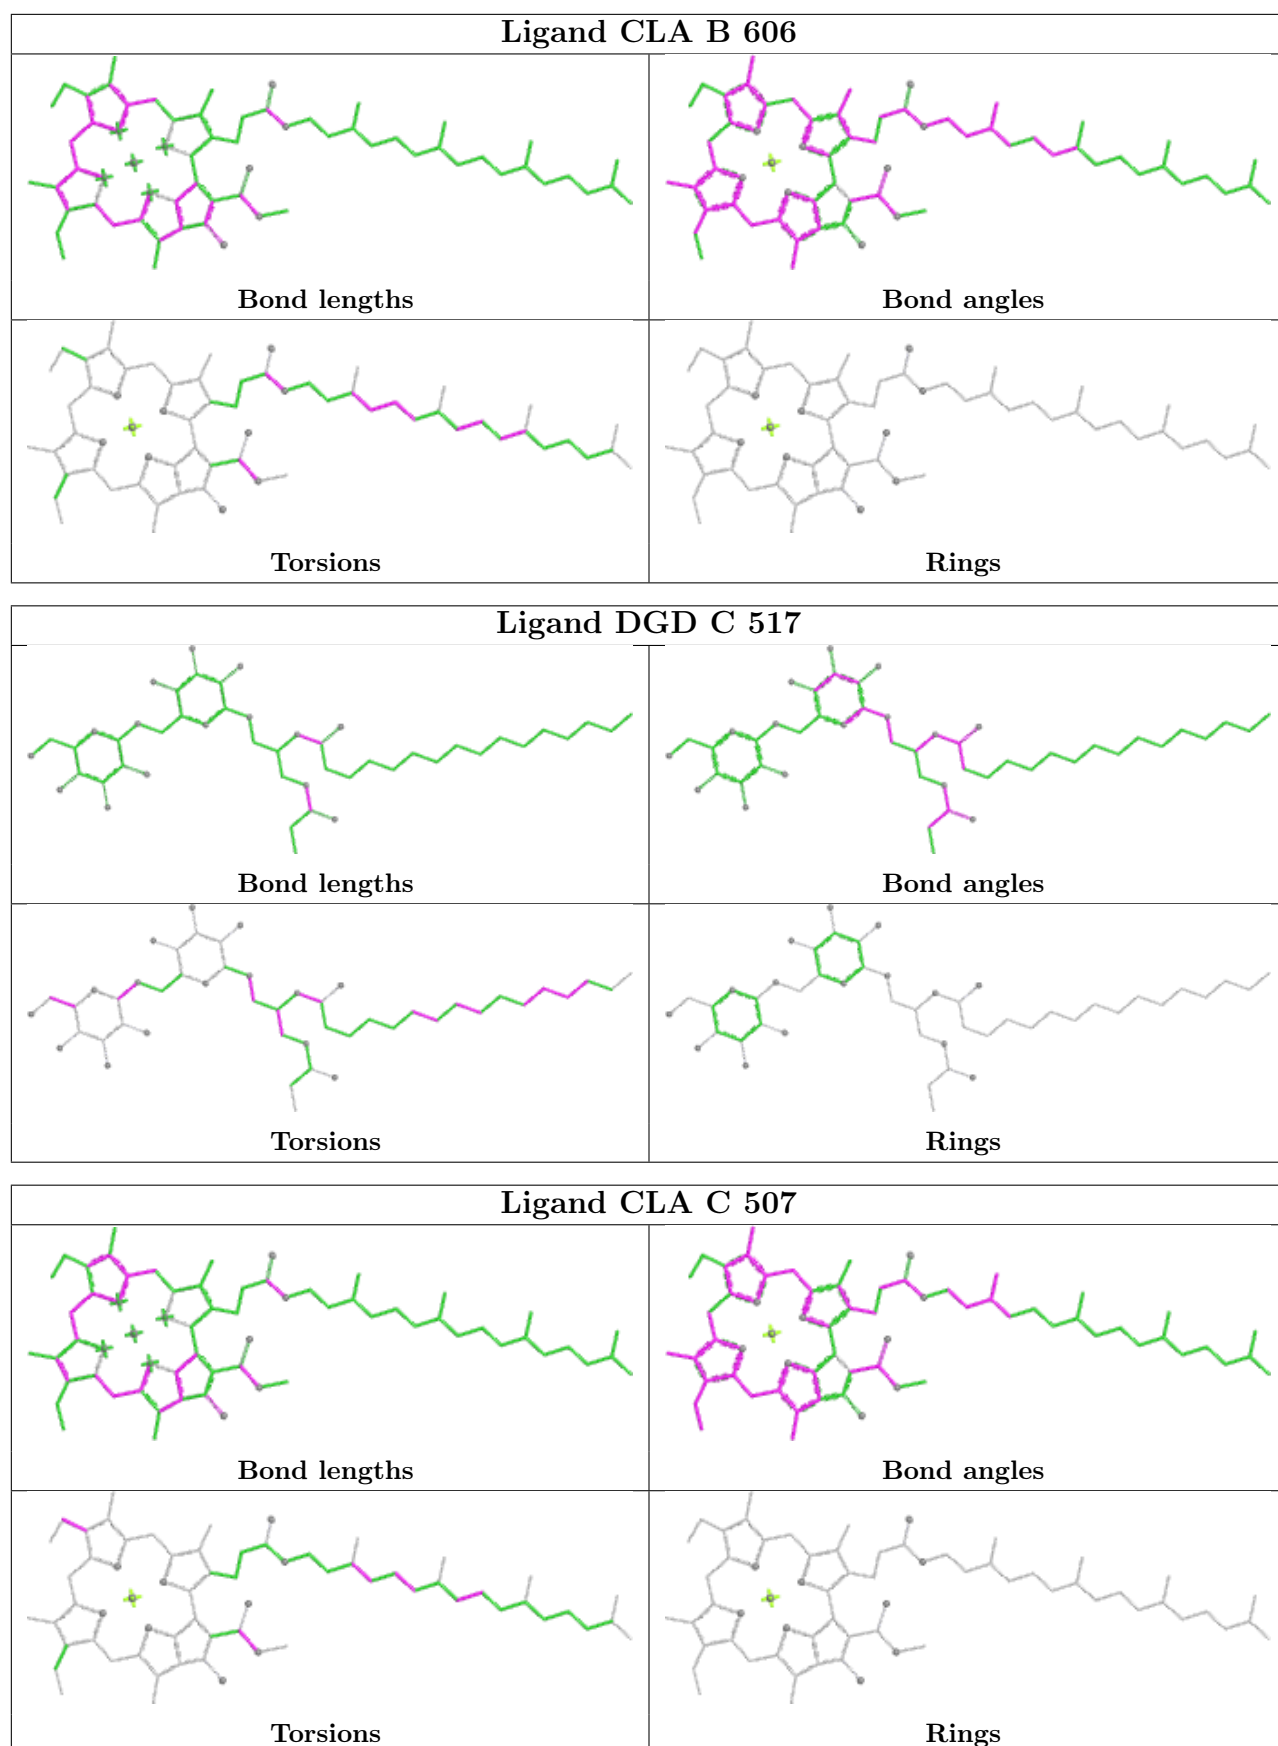 Ligand CLA B 606
Bond lengths
Bond angles
Torsions
Rings
Ligand DGD C 517
Bond lengths
Bond angles
Torsions
Rings
Ligand CLA C 507
Bond lengths
Bond angles
Torsions
Rings